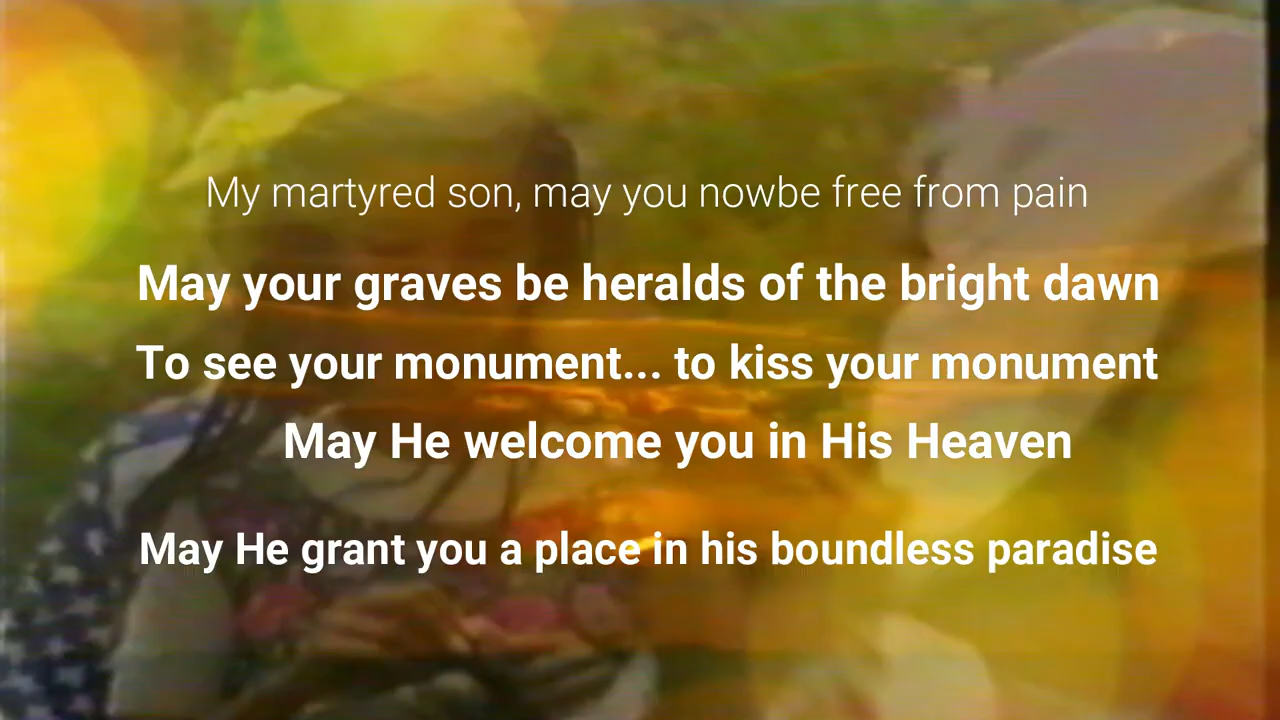 My martyred son, may you nowbe free from pain
May your graves be heralds of the bright dawn
To see your monument... to kiss your monument
May He welcome you in His Heaven
May He grant you a place in his boundless paradise